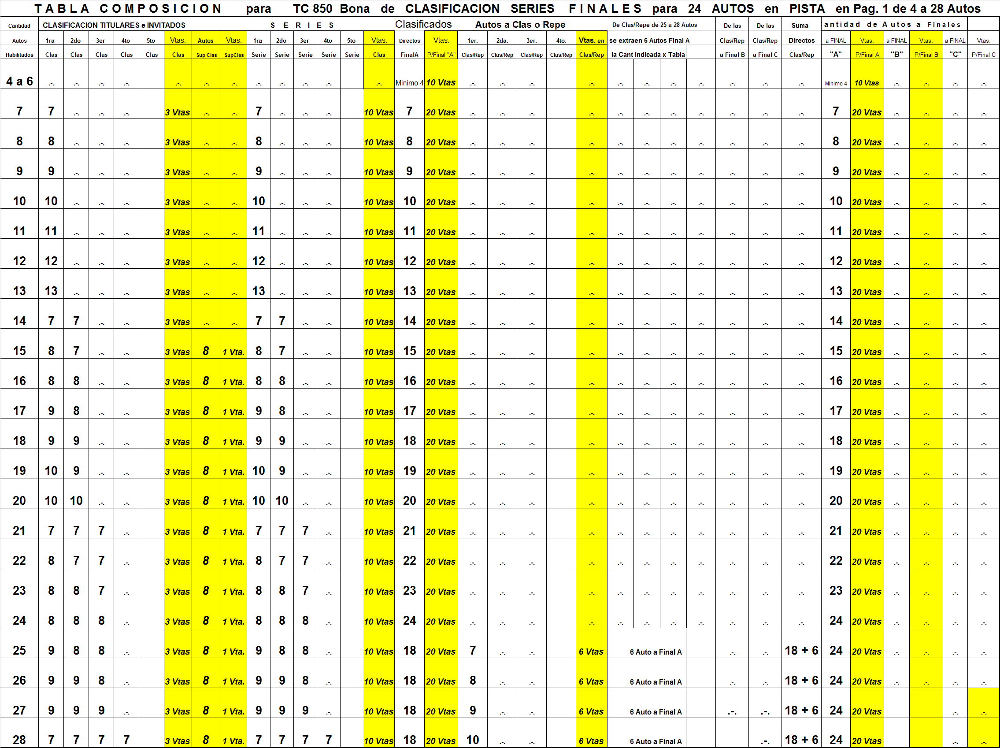 T A B L A   C O M P O S I C I O N   para   TC 850 Bona de CLASIFICACION SERIES F I N A L E S para 24 AUTOS en PISTA en Pag. 1 de 4 a 28 Autos
Cantidad CLASIFICACION TITULARES e INVITADOS S E R I E S Clasificados Autos a Clas o Repe De Clas/Repe de 25 a 28 Autos De las De las Suma antidad de Autos a Finales
Autos 1ra 2do 3er 4to 5to Vtas. Autos Vtas. 1ra 2do 3er 4to 5to Vtas. Directos Vtas. 1er. 2da. 3er. 4to. Vtas. en se extraen 6 Autos Final A Clas/Rep Clas/Rep Directos a FINAL Vtas. a FINAL Vtas. a FINAL Vtas.
Habilitados Clas Clas Clas Clas Clas Clas Sup Clas SupClas Serie Serie Serie Serie Serie Clas FinalA P/Final "A" Clas/Rep Clas/Rep Clas/Rep Clas/Rep Clas/Rep la Cant indicada x Tabla a Final B a Final C Clas/Rep "A" P/Final A "B" P/Final B "C" P/Final C
4 a 6 .-. .-. .-. .-. .-. .-. .-. .-. .-. .-. .-. .-. Minimo 4 10 Vtas .-. .-. .-. .-. .-. .-. .-. .-. .-. .-. .-. Minimo 4 10 Vtas .-. .-. .-. .-.
7 7 .-. .-. .-. 3 Vtas .-. .-. 7 .-. .-. .-. 10 Vtas 7 20 Vtas .-. .-. .-. .-. .-. .-. .-. .-. .-. .-. .-. 7 20 Vtas .-. .-. .-. .-.
8 8 .-. .-. .-. 3 Vtas .-. .-. 8 .-. .-. .-. 10 Vtas 8 20 Vtas .-. .-. .-. .-. .-. .-. .-. .-. .-. .-. .-. 8 20 Vtas .-. .-. .-. .-.
9 9 .-. .-. .-. 3 Vtas .-. .-. 9 .-. .-. .-. 10 Vtas 9 20 Vtas .-. .-. .-. .-. .-. .-. .-. .-. .-. .-. .-. 9 20 Vtas .-. .-. .-. .-.
10 10 .-. .-. .-. 3 Vtas .-. .-. 10 .-. .-. .-. 10 Vtas 10 20 Vtas .-. .-. .-. .-. .-. .-. .-. .-. .-. .-. .-. 10 20 Vtas .-. .-. .-. .-.
11 11 .-. .-. .-. 3 Vtas .-. .-. 11 .-. .-. .-. 10 Vtas 11 20 Vtas .-. .-. .-. .-. .-. .-. .-. .-. .-. .-. .-. 11 20 Vtas .-. .-. .-. .-.
12 12 .-. .-. .-. 3 Vtas .-. .-. 12 .-. .-. .-. 10 Vtas 12 20 Vtas .-. .-. .-. .-. .-. .-. .-. .-. .-. .-. .-. 12 20 Vtas .-. .-. .-. .-.
13 13 .-. .-. .-. 3 Vtas .-. .-. 13 .-. .-. .-. 10 Vtas 13 20 Vtas .-. .-. .-. .-. .-. .-. .-. .-. .-. .-. .-. 13 20 Vtas .-. .-. .-. .-.
14 7 7 .-. .-. 3 Vtas .-. .-. 7 7 .-. .-. 10 Vtas 14 20 Vtas .-. .-. .-. .-. .-. .-. .-. .-. .-. .-. .-. 14 20 Vtas .-. .-. .-. .-.
15 8 7 .-. .-. 3 Vtas 8 1 Vta. 8 7 .-. .-. 10 Vtas 15 20 Vtas .-. .-. .-. .-. .-. .-. .-. .-. .-. .-. .-. 15 20 Vtas .-. .-. .-. .-.
16 8 8 .-. .-. 3 Vtas 8 1 Vta. 8 8 .-. .-. 10 Vtas 16 20 Vtas .-. .-. .-. .-. .-. .-. .-. .-. .-. .-. .-. 16 20 Vtas .-. .-. .-. .-.
17 9 8 .-. .-. 3 Vtas 8 1 Vta. 9 8 .-. .-. 10 Vtas 17 20 Vtas .-. .-. .-. .-. .-. .-. .-. .-. .-. .-. .-. 17 20 Vtas .-. .-. .-. .-.
18 9 9 .-. .-. 3 Vtas 8 1 Vta. 9 9 .-. .-. 10 Vtas 18 20 Vtas .-. .-. .-. .-. .-. .-. .-. .-. .-. .-. .-. 18 20 Vtas .-. .-. .-. .-.
19 10 9 .-. .-. 3 Vtas 8 1 Vta. 10 9 .-. .-. 10 Vtas 19 20 Vtas .-. .-. .-. .-. .-. .-. .-. .-. .-. .-. .-. 19 20 Vtas .-. .-. .-. .-.
20 10 10 .-. .-. 3 Vtas 8 1 Vta. 10 10 .-. .-. 10 Vtas 20 20 Vtas .-. .-. .-. .-. .-. .-. .-. .-. .-. .-. .-. 20 20 Vtas .-. .-. .-. .-.
21 7 7 7 .-. 3 Vtas 8 1 Vta. 7 7 7 .-. 10 Vtas 21 20 Vtas .-. .-. .-. .-. .-. .-. .-. .-. .-. .-. .-. 21 20 Vtas .-. .-. .-. .-.
22 8 7 7 .-. 3 Vtas 8 1 Vta. 8 7 7 .-. 10 Vtas 22 20 Vtas .-. .-. .-. .-. .-. .-. .-. .-. .-. .-. .-. 22 20 Vtas .-. .-. .-. .-.
23 8 8 7 .-. 3 Vtas 8 1 Vta. 8 8 7 .-. 10 Vtas 23 20 Vtas .-. .-. .-. .-. .-. .-. .-. .-. .-. .-. .-. 23 20 Vtas .-. .-. .-. .-.
24 8 8 8 .-. 3 Vtas 8 1 Vta. 8 8 8 .-. 10 Vtas 24 20 Vtas .-. .-. .-. .-. .-. .-. .-. .-. .-. .-. .-. 24 20 Vtas .-. .-. .-. .-.
25 9 8 8 .-. 3 Vtas 8 1 Vta. 9 8 8 .-. 10 Vtas 18 20 Vtas 7 .-. .-. 6 Vtas 6 Auto a Final A .-. .-. 18 + 6 24 20 Vtas .-. .-. .-. .-.
26 9 9 8 .-. 3 Vtas 8 1 Vta. 9 9 8 .-. 10 Vtas 18 20 Vtas 8 .-. .-. 6 Vtas 6 Auto a Final A .-. .-. 18 + 6 24 20 Vtas .-. .-. .-. .-.
27 9 9 9 .-. 3 Vtas 8 1 Vta. 9 9 9 .-. 10 Vtas 18 20 Vtas 9 .-. .-. 6 Vtas 6 Auto a Final A .-. .-. 18 + 6 24 20 Vtas .-. .-.
28 7 7 7 7 3 Vtas 8 1 Vta. 7 7 7 7 10 Vtas 18 20 Vtas 10 .-. .-. 6 Vtas 6 Auto a Final A .-. 18 + 6 24 20 Vtas .-. .-.